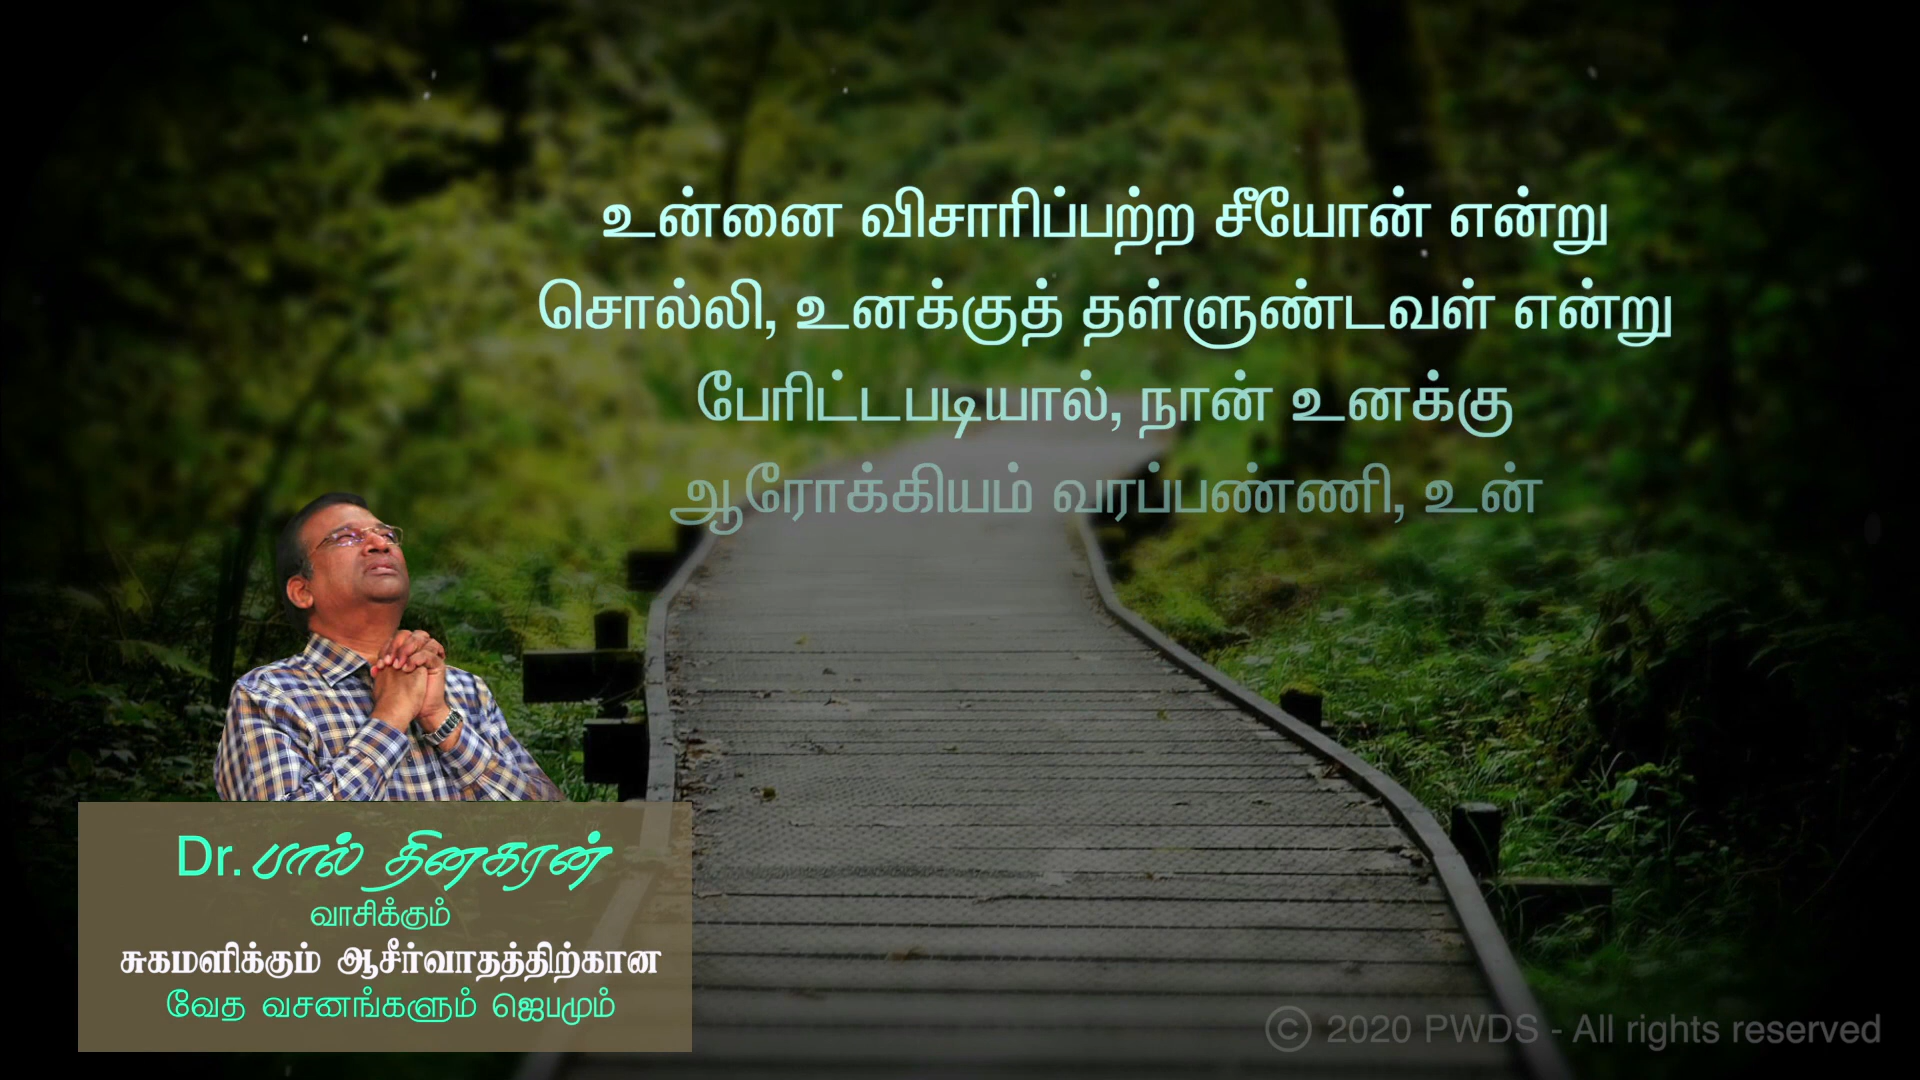 உன்னை விசாரிப்பற்ற சீயோன் என்று
சொல்லி, உனக்குத் தள்ளுண்டவள் என்று
பேரிட்டபடியால், நான் உனக்கு
ஆரோக்கியம் வரப்பண்ணி, உன்
Dr. பால் தினகரன்
வாசிக்கும்
சுகமளிக்கும் ஆசீர்வாதத்திற்கான
வேத வசனங்களும் ஜெபமும்
© 2020 PWDS - All rights reserved